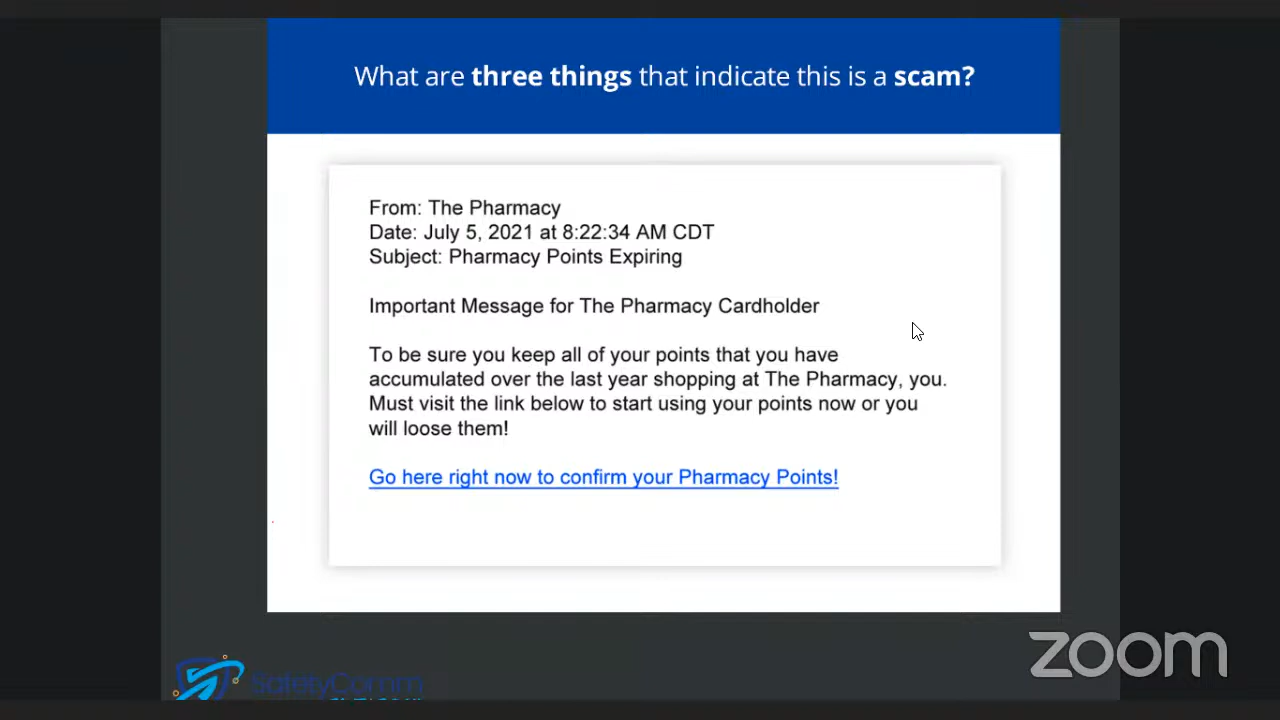 What are three things that indicate this is a scam?
From: The Pharmacy
Date: July 5, 2021 at 8:22:34 AM CDT
Subject: Pharmacy Points Expiring
Important Message for The Pharmacy Cardholder
To be sure you keep all of your points that you have
accumulated over the last year shopping at The Pharmacy, you.
Must visit the link below to start using your points now or you
will loose them!
Go here right now to confirm your Pharmacy Points!
SafetyComm
zoom